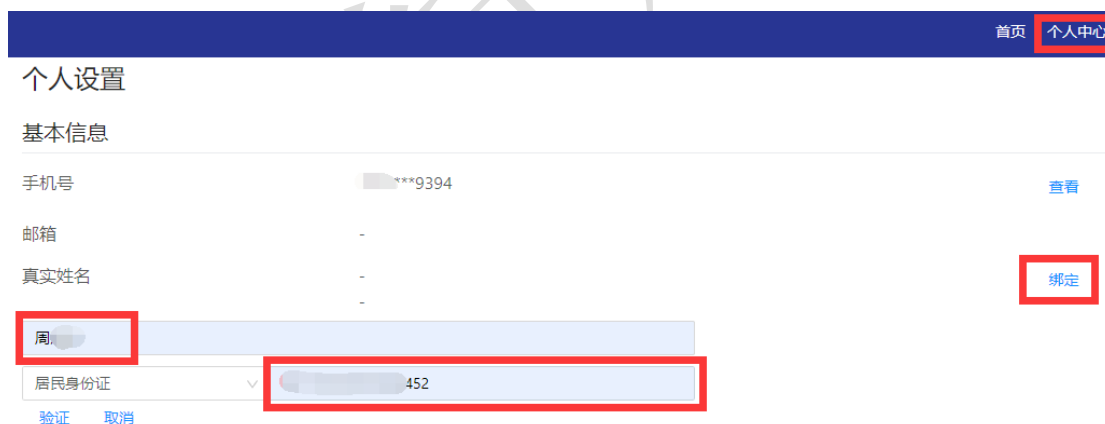 首页 个人中心
个人设置
基本信息
手机号 ***9394 查看
邮箱 -
真实姓名 - 绑定
-
周
居民身份证 452
验证 取消